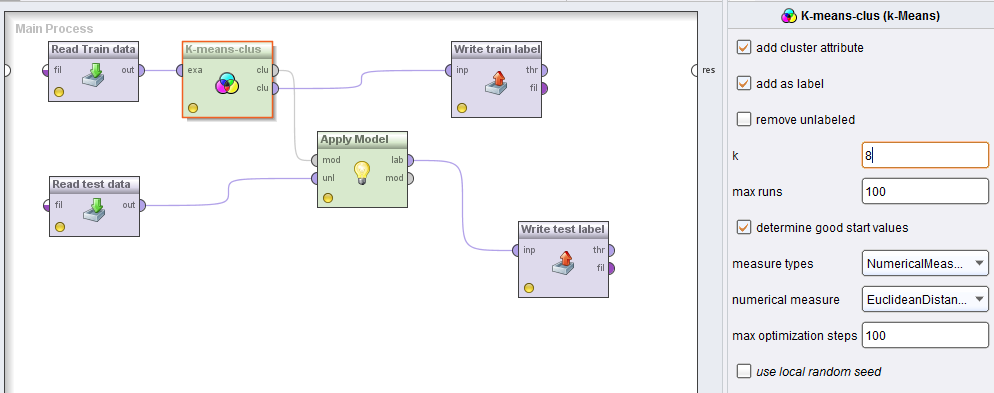 Main Process
Read Train data
fil out
K-means-clus
exa clu
clu
Write train label
inp thr
fil
res
Apply Model
mod lab
unl mod
Read test data
fil out
Write test label
inp thr
fil
K-means-clus (k-Means)
add cluster attribute
add as label
remove unlabeled
k 8
max runs 100
determine good start values
measure types NumericalMeas...
numerical measure EuclideanDistan...
max optimization steps 100
use local random seed